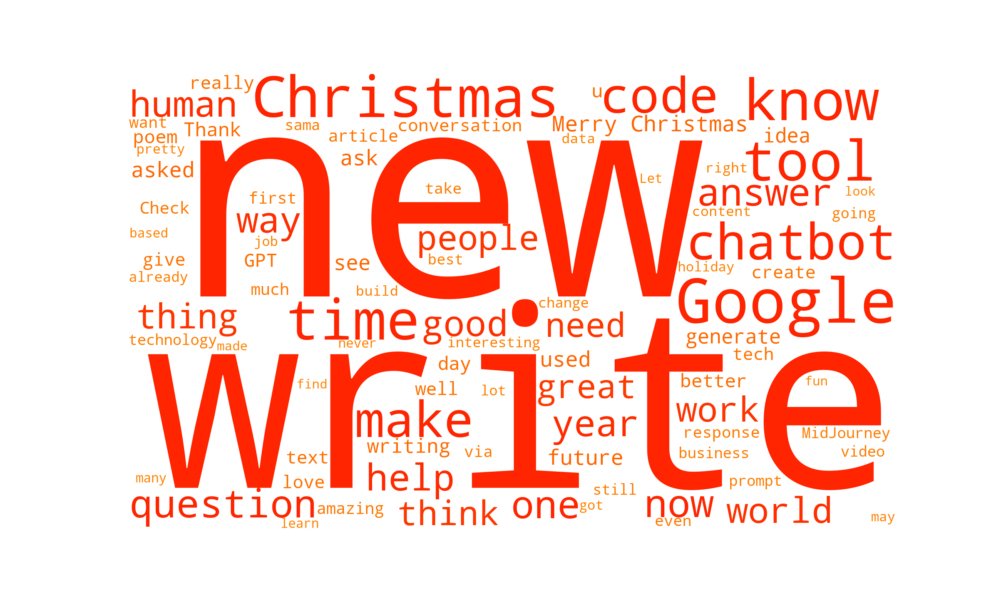 really
Christmas
u
code
know
human
want
Thank
sama
article
conversation
Merry Christmas
idea
poem
pretty
data
asked
ask
new
right
tool
take
Let
answer
look
first
Check
way
content
going
based
job
people
chatbot
give
GPT
see
best
holiday
create
already
much
build
Google
thing
time
good
change
need
technology
made
never
interesting
generate
write
day
used
tech
find
well
lot
great
better
fun
make
year
work
writing
via
response
MidJourney
text
future
business
video
many
love
help
prompt
question
amazing
think
one
got
still
now
world
learn
even
may